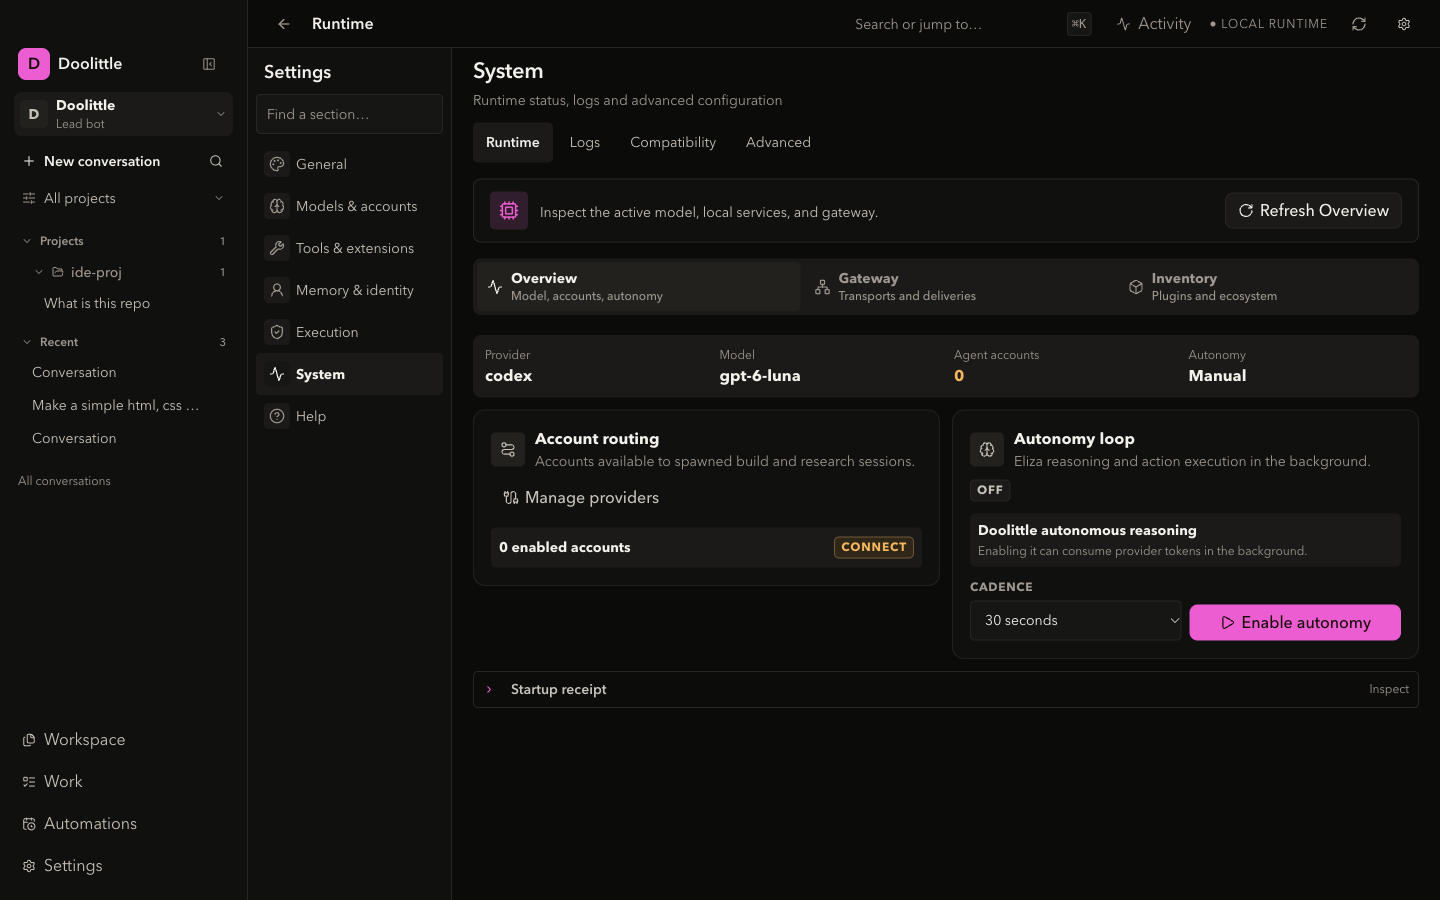 Runtime
Search or jump to…
⌘K
Activity
• LOCAL RUNTIME
D
Doolittle
D
Doolittle
Lead bot
New conversation
All projects
Projects
1
ide-proj
1
What is this repo
Recent
3
Conversation
Make a simple html, css …
Conversation
All conversations
Workspace
Work
Automations
Settings
Settings
Find a section…
General
Models & accounts
Tools & extensions
Memory & identity
Execution
System
Help
System
Runtime status, logs and advanced configuration
Runtime
Logs
Compatibility
Advanced
Inspect the active model, local services, and gateway.
Refresh Overview
Overview
Model, accounts, autonomy
Gateway
Transports and deliveries
Inventory
Plugins and ecosystem
Provider
codex
Model
gpt-6-luna
Agent accounts
0
Autonomy
Manual
Account routing
Accounts available to spawned build and research sessions.
Manage providers
0 enabled accounts
CONNECT
Autonomy loop
Eliza reasoning and action execution in the background.
OFF
Doolittle autonomous reasoning
Enabling it can consume provider tokens in the background.
CADENCE
30 seconds
Enable autonomy
Startup receipt
Inspect